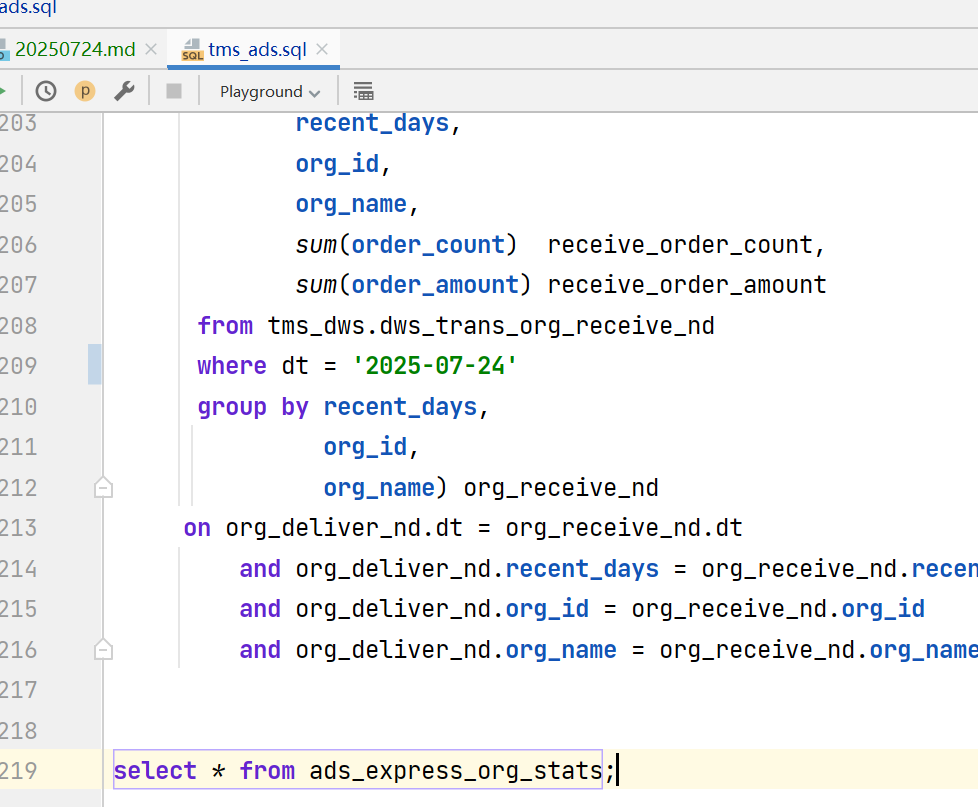 ads.sql
20250724.md
SQL tms_ads.sql
p Playground
203 recent_days,
204 org_id,
205 org_name,
206 sum(order_count)  receive_order_count,
207 sum(order_amount) receive_order_amount
208 from tms_dws.dws_trans_org_receive_nd
209 where dt = '2025-07-24'
210 group by recent_days,
211 org_id,
212 org_name) org_receive_nd
213 on org_deliver_nd.dt = org_receive_nd.dt
214 and org_deliver_nd.recent_days = org_receive_nd.recen
215 and org_deliver_nd.org_id = org_receive_nd.org_id
216 and org_deliver_nd.org_name = org_receive_nd.org_name
217
218
219 select * from ads_express_org_stats;